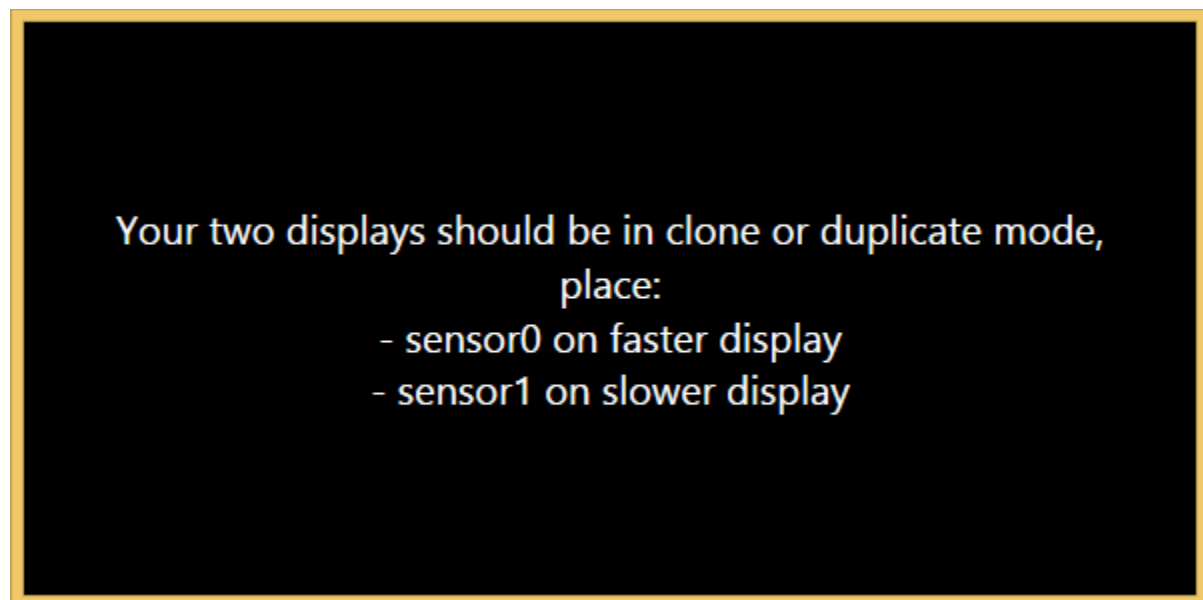 Your two displays should be in clone or duplicate mode,
place:
- sensor0 on faster display
- sensor1 on slower display